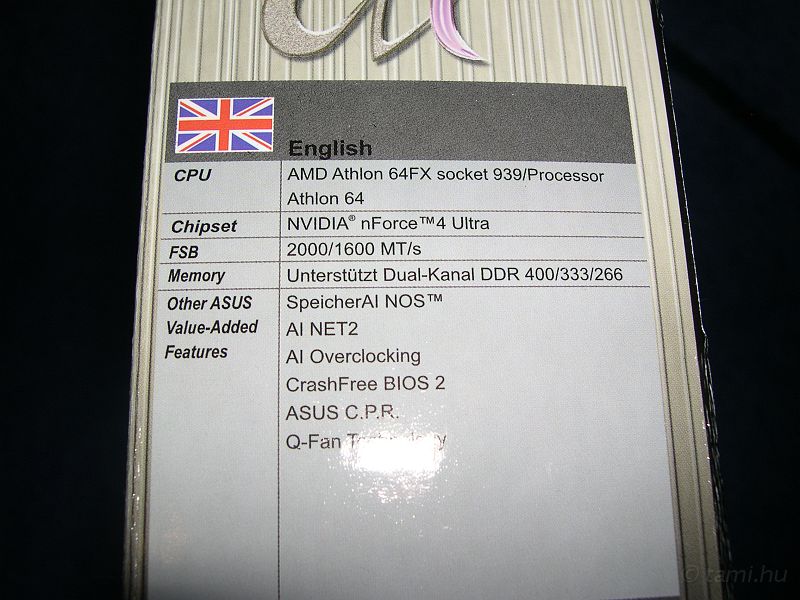 English
CPU AMD Athlon 64FX socket 939/Processor
Athlon 64
Chipset NVIDIA® nForce™4 Ultra
FSB 2000/1600 MT/s
Memory Unterstützt Dual-Kanal DDR 400/333/266
Other ASUS SpeicherAI NOS™
Value-Added AI NET2
Features AI Overclocking
CrashFree BIOS 2
ASUS C.P.R.
Q-Fan Technology
© tami.hu